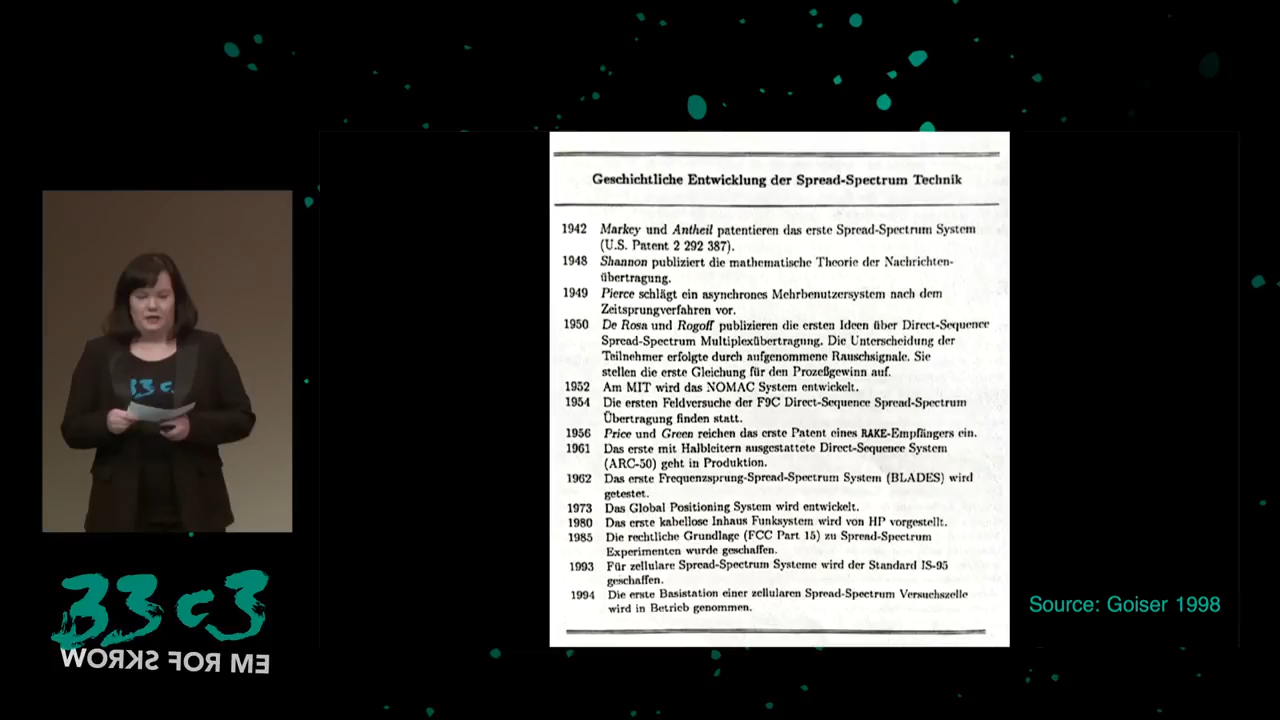 Geschichtliche Entwicklung der Spread-Spectrum Technik
1942 Markey und Antheil patentieren das erste Spread-Spectrum System
(U.S. Patent 2 292 387).
1948 Shannon publiziert die mathematische Theorie der Nachrichten-
übertragung.
1949 Pierce schlägt ein asynchrones Mehrbenutzersystem nach dem
Zeitsprungverfahren vor.
1950 De Rosa und Rogoff publizieren die ersten Ideen über Direct-Sequence
Spread-Spectrum Multiplexübertragung. Die Unterscheidung der
Teilnehmer erfolgte durch aufgenommene Rauschsignale. Sie
stellen die erste Gleichung für den Prozeßgewinn auf.
1952 Am MIT wird das NOMAC System entwickelt.
1954 Die ersten Feldversuche der F9C Direct-Sequence Spread-Spectrum
Übertragung finden statt.
1956 Price und Green reichen das erste Patent eines RAKE-Empfängers ein.
1961 Das erste mit Halbleitern ausgestattete Direct-Sequence System
(ARC-50) geht in Produktion.
1962 Das erste Frequenzsprung-Spread-Spectrum System (BLADES) wird
getestet.
1973 Das Global Positioning System wird entwickelt.
1980 Das erste kabellose Inhaus Funksystem wird von HP vorgestellt.
1985 Die rechtliche Grundlage (FCC Part 15) zu Spread-Spectrum
Experimenten wurde geschaffen.
1993 Für zellulare Spread-Spectrum Systeme wird der Standard IS-95
geschaffen.
1994 Die erste Basistation einer zellularen Spread-Spectrum Versuchszelle
wird in Betrieb genommen.
Source: Goiser 1998
33c3
33c3
WORKS FOR ME